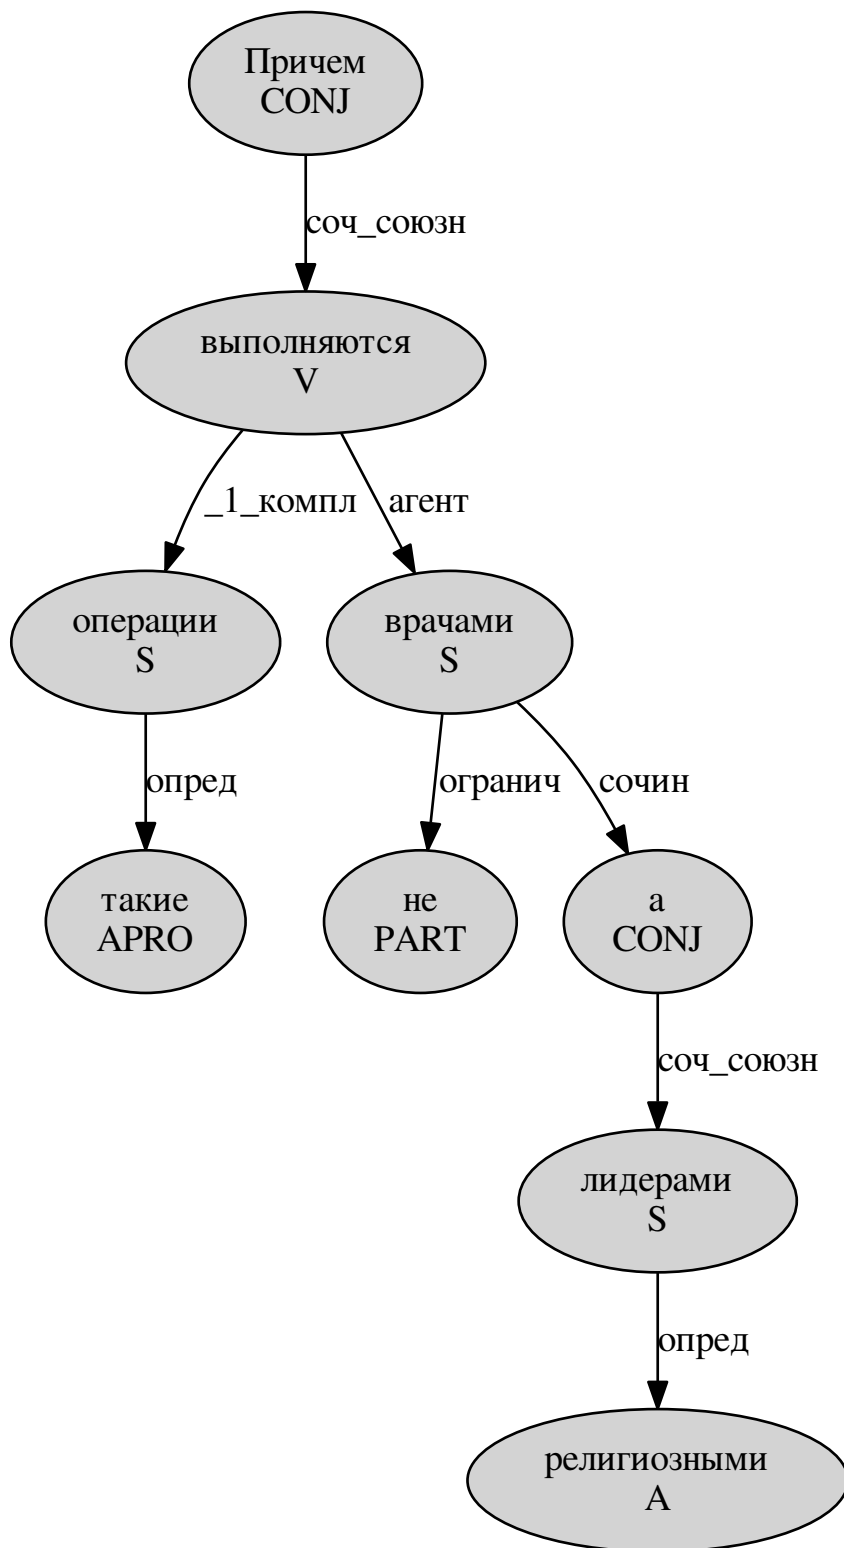 Причем
CONJ
соч_союзн
выполняются
V
_1_компл
агент
операции
S
врачами
S
опред
огранич
сочин
такие
APRO
не
PART
а
CONJ
соч_союзн
лидерами
S
опред
религиозными
A